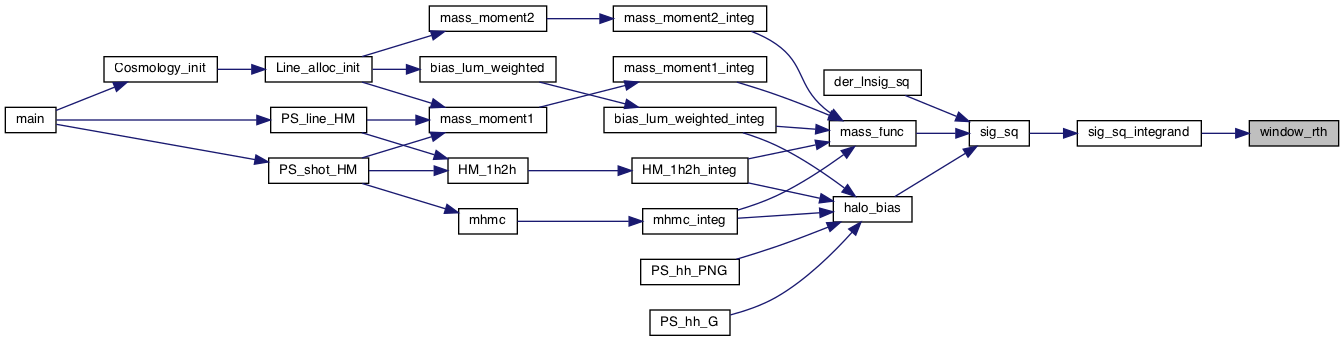 mass_moment2
mass_moment2_integ
Cosmology_init
Line_alloc_init
bias_lum_weighted
mass_moment1_integ
der_lnsig_sq
main
PS_line_HM
mass_moment1
bias_lum_weighted_integ
mass_func
sig_sq
sig_sq_integrand
window_rth
PS_shot_HM
HM_1h2h
HM_1h2h_integ
mhmc
mhmc_integ
halo_bias
PS_hh_PNG
PS_hh_G